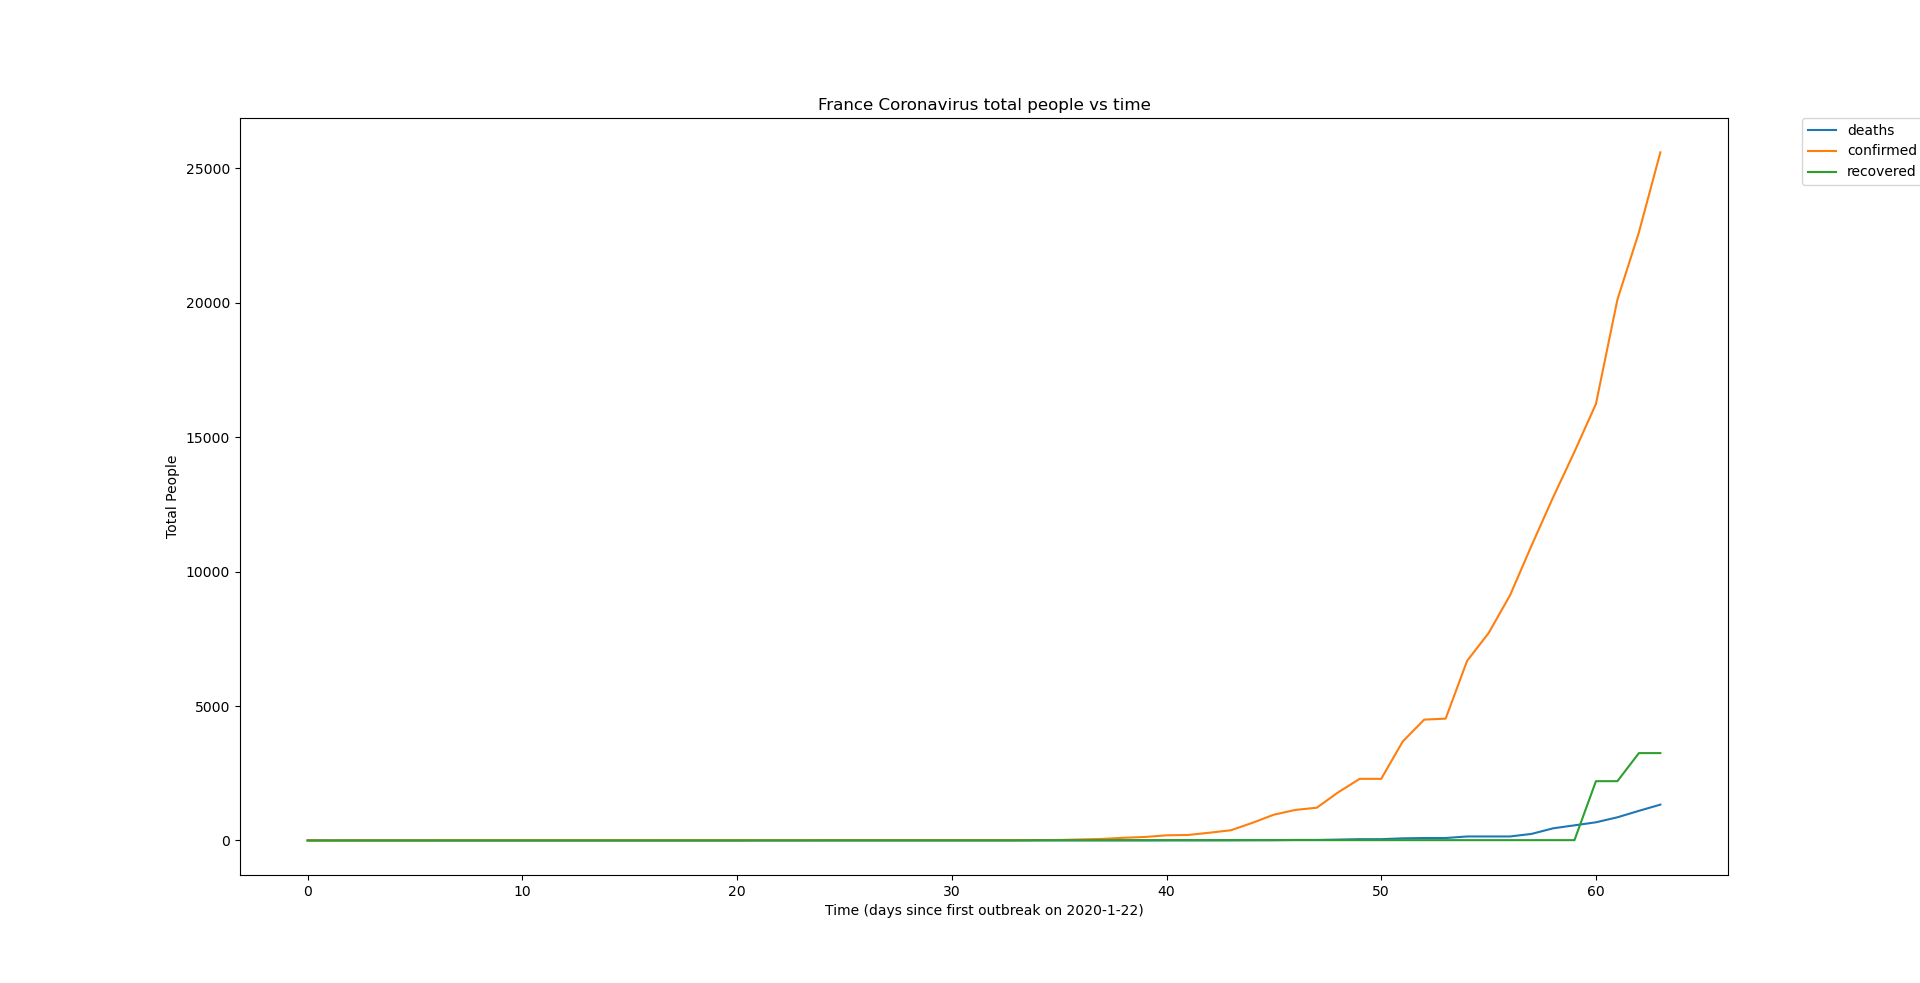 France Coronavirus total people vs time
deaths
confirmed
recovered
25000
20000
15000
10000
5000
0
Total People
0 10 20 30 40 50 60
Time (days since first outbreak on 2020-1-22)